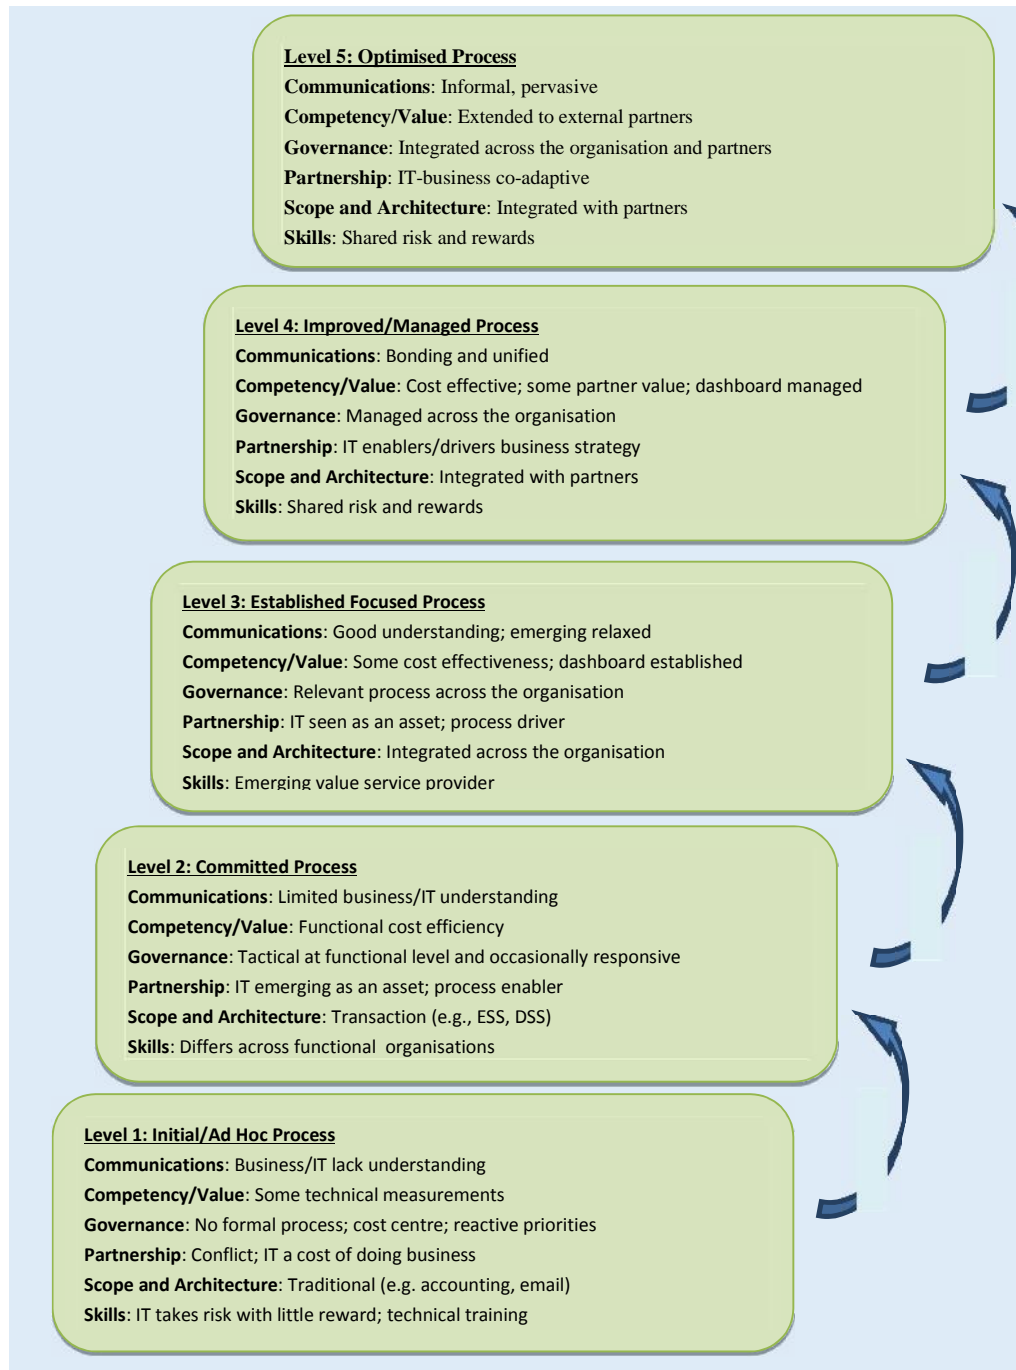 Level 5: Optimised Process
Communications: Informal, pervasive
Competency/Value: Extended to external partners
Governance: Integrated across the organisation and partners
Partnership: IT-business co-adaptive
Scope and Architecture: Integrated with partners
Skills: Shared risk and rewards
Level 4: Improved/Managed Process
Communications: Bonding and unified
Competency/Value: Cost effective; some partner value; dashboard managed
Governance: Managed across the organisation
Partnership: IT enablers/drivers business strategy
Scope and Architecture: Integrated with partners
Skills: Shared risk and rewards
Level 3: Established Focused Process
Communications: Good understanding; emerging relaxed
Competency/Value: Some cost effectiveness; dashboard established
Governance: Relevant process across the organisation
Partnership: IT seen as an asset; process driver
Scope and Architecture: Integrated across the organisation
Skills: Emerging value service provider
Level 2: Committed Process
Communications: Limited business/IT understanding
Competency/Value: Functional cost efficiency
Governance: Tactical at functional level and occasionally responsive
Partnership: IT emerging as an asset; process enabler
Scope and Architecture: Transaction (e.g., ESS, DSS)
Skills: Differs across functional organisations
Level 1: Initial/Ad Hoc Process
Communications: Business/IT lack understanding
Competency/Value: Some technical measurements
Governance: No formal process; cost centre; reactive priorities
Partnership: Conflict; IT a cost of doing business
Scope and Architecture: Traditional (e.g. accounting, email)
Skills: IT takes risk with little reward; technical training